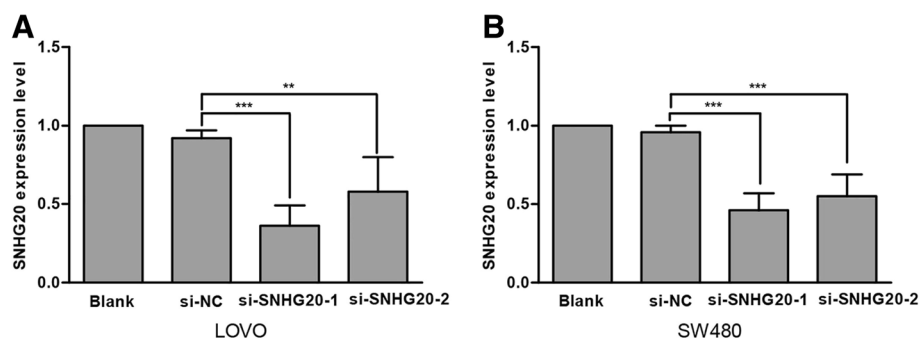 A
SNHG20 expression level
1.5
1.0
0.5
0.0
**
***
Blank
si-NC
si-SNHG20-1
si-SNHG20-2
LOVO
B
SNHG20 expression level
1.5
1.0
0.5
0.0
***
***
Blank
si-NC
si-SNHG20-1
si-SNHG20-2
SW480